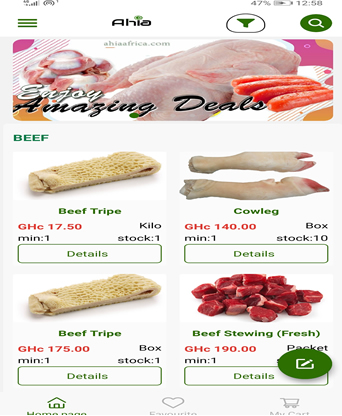 47% 12:58
Ahia
ahiaafrica.com
Enjoy
Amazing Deals
BEEF
Beef Tripe
GHc 17.50 Kilo
min:1 stock:1
Details
Cowleg
GHc 140.00 Box
min:1 stock:10
Details
Beef Tripe
GHc 175.00 Box
min:1 stock:1
Details
Beef Stewing (Fresh)
GHc 190.00 Packet
min:1
Details
Home page Favourite My Cart